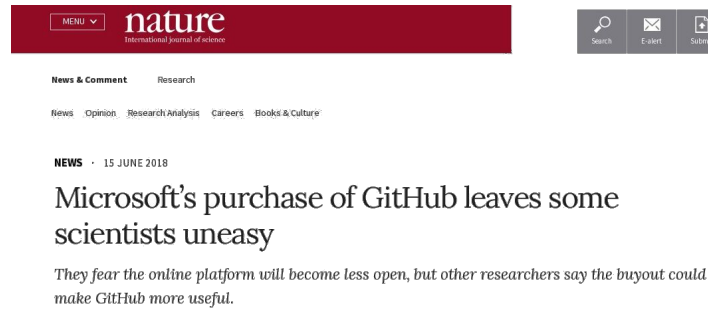 MENU
nature
International journal of science
Search E-alert
News & Comment Research
News Opinion Research Analysis Careers Books & Culture
NEWS · 15 JUNE 2018
Microsoft’s purchase of GitHub leaves some
scientists uneasy
They fear the online platform will become less open, but other researchers say the buyout could
make GitHub more useful.